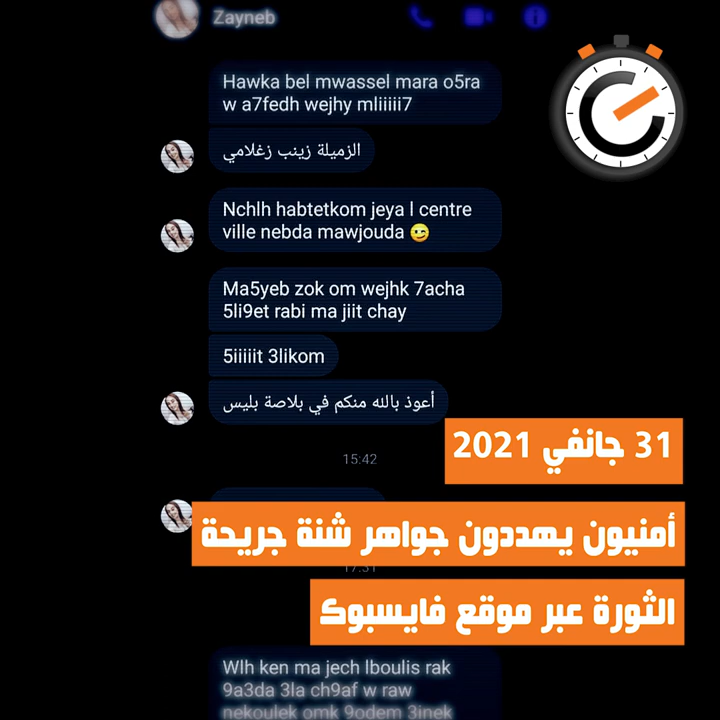 Zayneb
Hawka bel mwassel mara o5ra
w a7fedh wejhy mliiiii7
الزميلة زينب زغلامي
Nchlh habtetkom jeya l centre
ville nebda mawjouda 😉
Ma5yeb zok om wejhk 7acha
5li9et rabi ma jiit chay
5iiiiit 3likom
أعوذ بالله منكم في بلاصة بليس
15:42
31 جانفي 2021
أمنيون يهددون جواهر شنة جريحة
17:31
الثورة عبر موقع فايسبوك
Wlh ken ma jech lboulis rak
9a3da 3la ch9af w raw
nekoulek omk 9odem 3inek